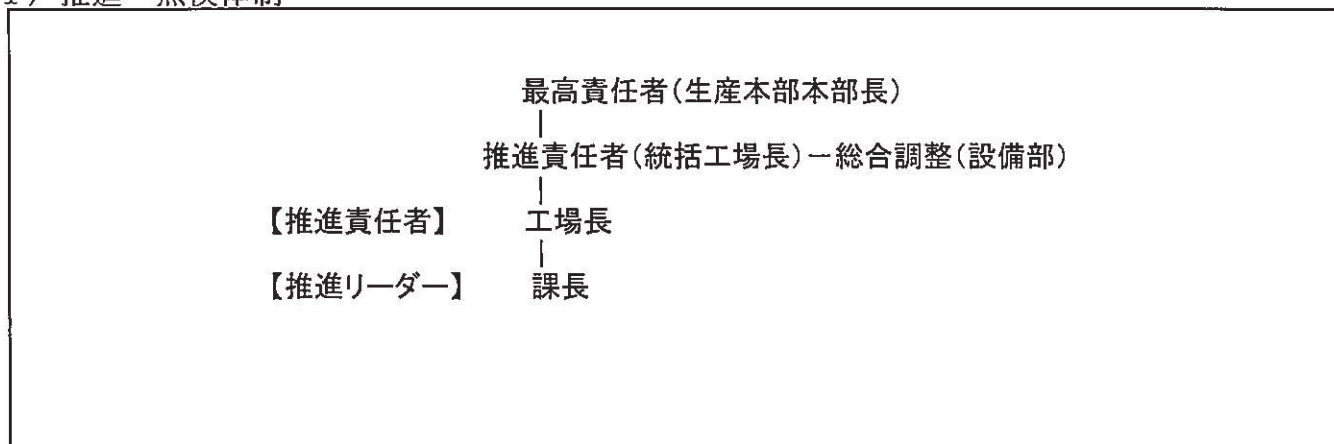 最高責任者(生産本部本部長)
推進責任者(統括工場長)－総合調整(設備部)
【推進責任者】 工場長
【推進リーダー】 課長